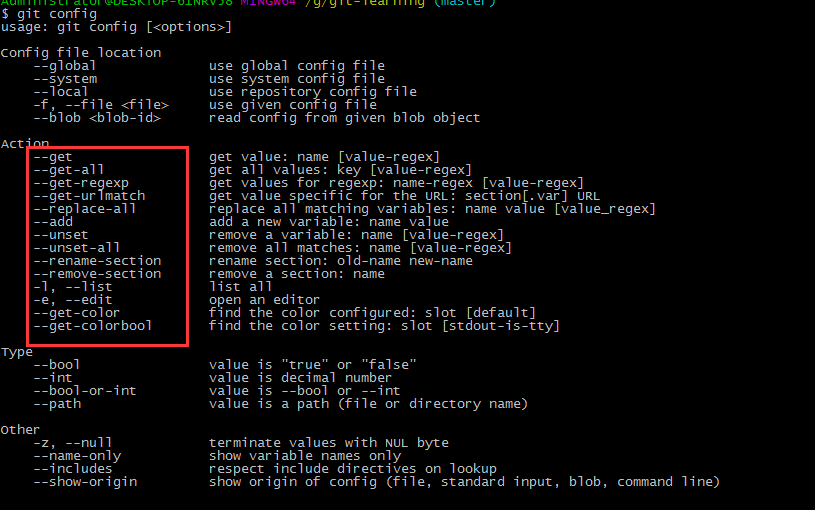 Administrator@DESKTOP-6INRVJ8 MINGW64 /g/git-learning (master)
$ git config
usage: git config [<options>]
Config file location
--global use global config file
--system use system config file
--local use repository config file
-f, --file <file> use given config file
--blob <blob-id> read config from given blob object
Action
--get get value: name [value-regex]
--get-all get all values: key [value-regex]
--get-regexp get values for regexp: name-regex [value-regex]
--get-urlmatch get value specific for the URL: section[.var] URL
--replace-all replace all matching variables: name value [value_regex]
--add add a new variable: name value
--unset remove a variable: name [value-regex]
--unset-all remove all matches: name [value-regex]
--rename-section rename section: old-name new-name
--remove-section remove a section: name
-l, --list list all
-e, --edit open an editor
--get-color find the color configured: slot [default]
--get-colorbool find the color setting: slot [stdout-is-tty]
Type
--bool value is "true" or "false"
--int value is decimal number
--bool-or-int value is --bool or --int
--path value is a path (file or directory name)
Other
-z, --null terminate values with NUL byte
--name-only show variable names only
--includes respect include directives on lookup
--show-origin show origin of config (file, standard input, blob, command line)